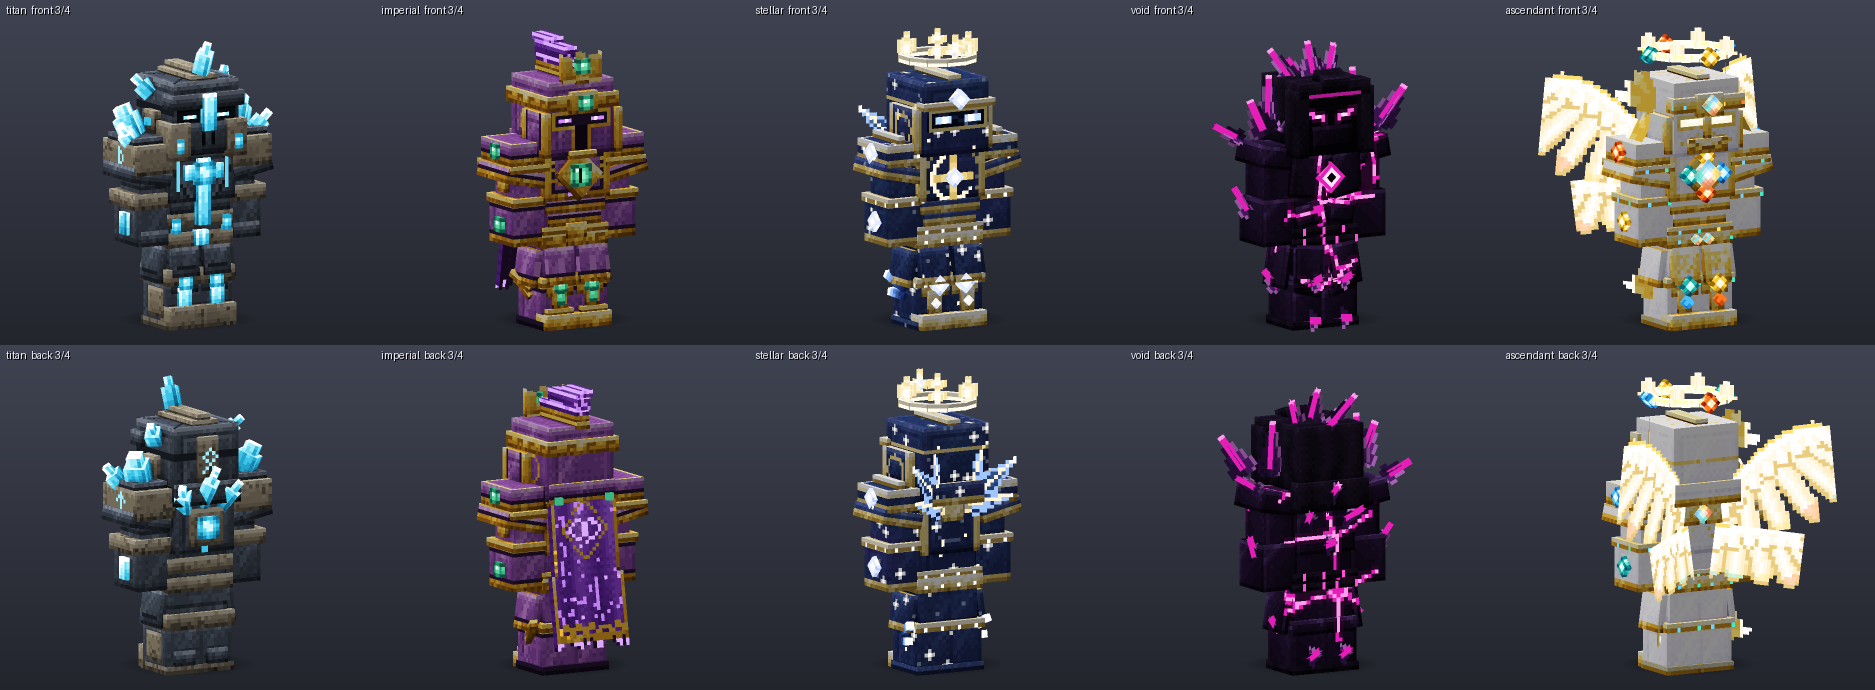 titan front 3/4
imperial front 3/4
stellar front 3/4
void front 3/4
ascendant front 3/4
titan back 3/4
imperial back 3/4
stellar back 3/4
void back 3/4
ascendant back 3/4